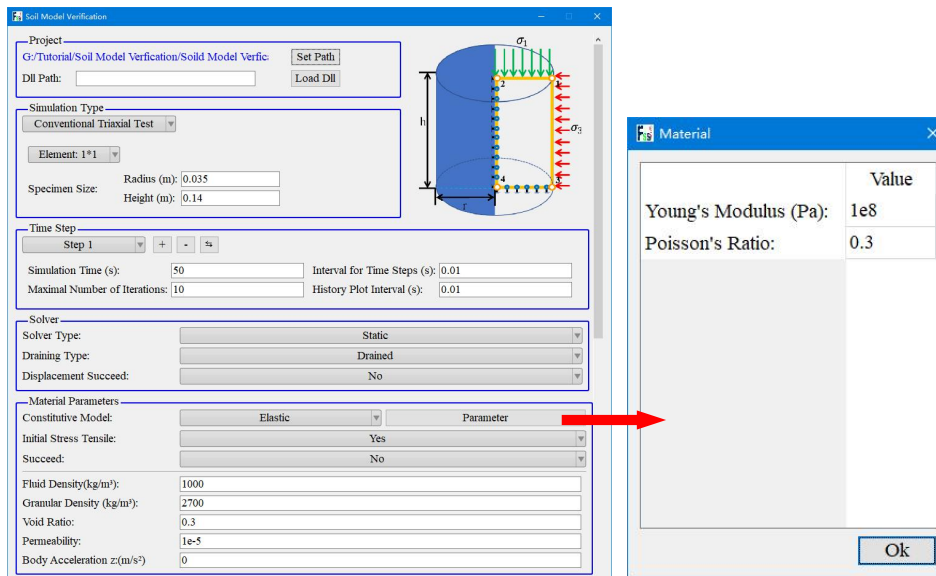 Soil Model Verification
Project
G:/Tutorial/Soil Model Verfication/Soild Model Verfic:
Set Path
Dll Path:
Load Dll
Simulation Type
Conventional Triaxial Test
Element: 1*1
Specimen Size:
Radius (m): 0.035
Height (m): 0.14
σ1
2
1
h
σ3
4
3
r
Time Step
Step 1
+
-
⇆
Simulation Time (s): 50
Interval for Time Steps (s): 0.01
Maximal Number of Iterations: 10
History Plot Interval (s): 0.01
Solver
Solver Type: Static
Draining Type: Drained
Displacement Succeed: No
Material Parameters
Constitutive Model: Elastic
Parameter
Initial Stress Tensile: Yes
Succeed: No
Fluid Density(kg/m³): 1000
Granular Density (kg/m³): 2700
Void Ratio: 0.3
Permeability: 1e-5
Body Acceleration z:(m/s²) 0
Material
Value
Young's Modulus (Pa): 1e8
Poisson's Ratio: 0.3
Ok